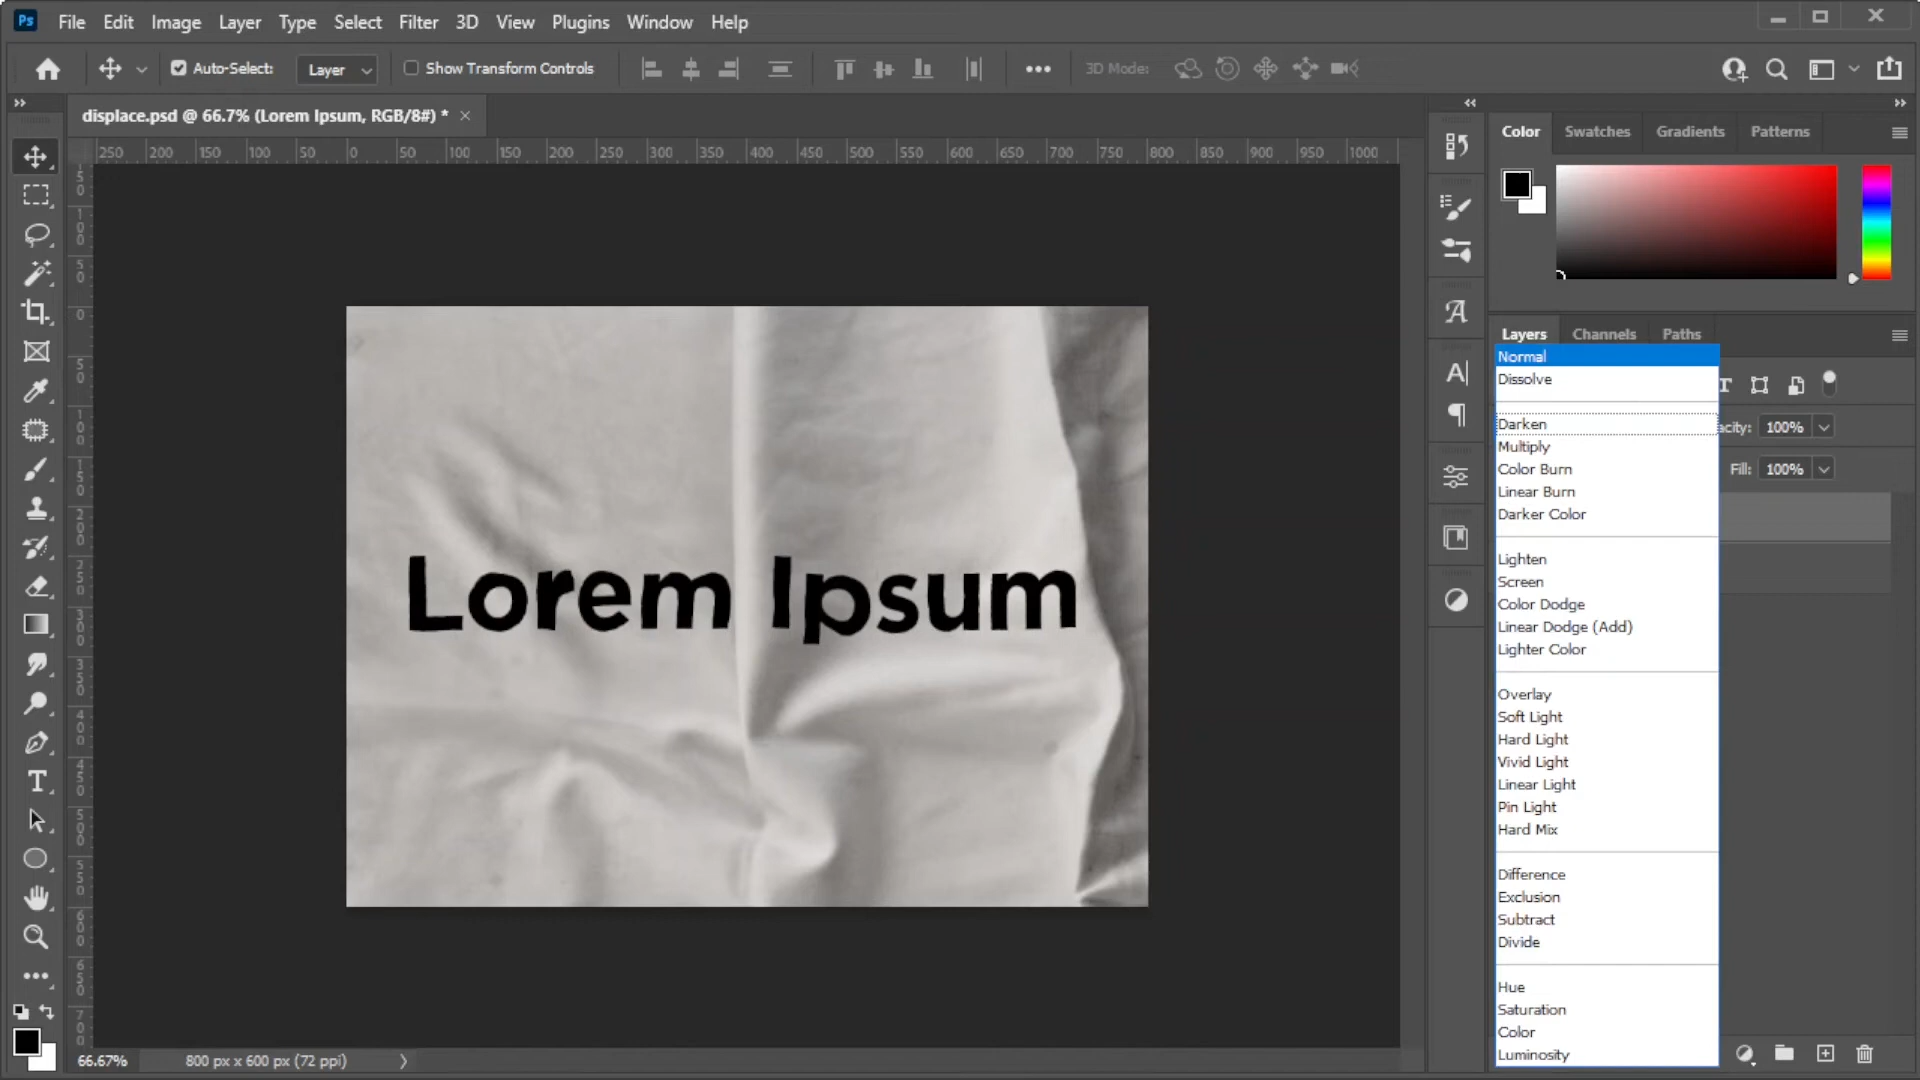 Ps File Edit Image Layer Type Select Filter 3D View Plugins Window Help
Auto-Select: Layer Show Transform Controls 3D Mode:
displace.psd @ 66.7% (Lorem Ipsum, RGB/8#) *
250 200 150 100 50 0 50 100 150 200 250 300 350 400 450 500 550 600 650 700 750 800 850 900 950 1000
Color Swatches Gradients Patterns
Layers Channels Paths
Normal
Dissolve
Darken
acity: 100%
Multiply
Color Burn
Fill: 100%
Linear Burn
Darker Color
Lighten
Screen
Color Dodge
Linear Dodge (Add)
Lighter Color
Overlay
Soft Light
Hard Light
Vivid Light
Linear Light
Pin Light
Hard Mix
Difference
Exclusion
Subtract
Divide
Hue
Saturation
Color
Luminosity
Lorem Ipsum
66.67% 800 px x 600 px (72 ppi)